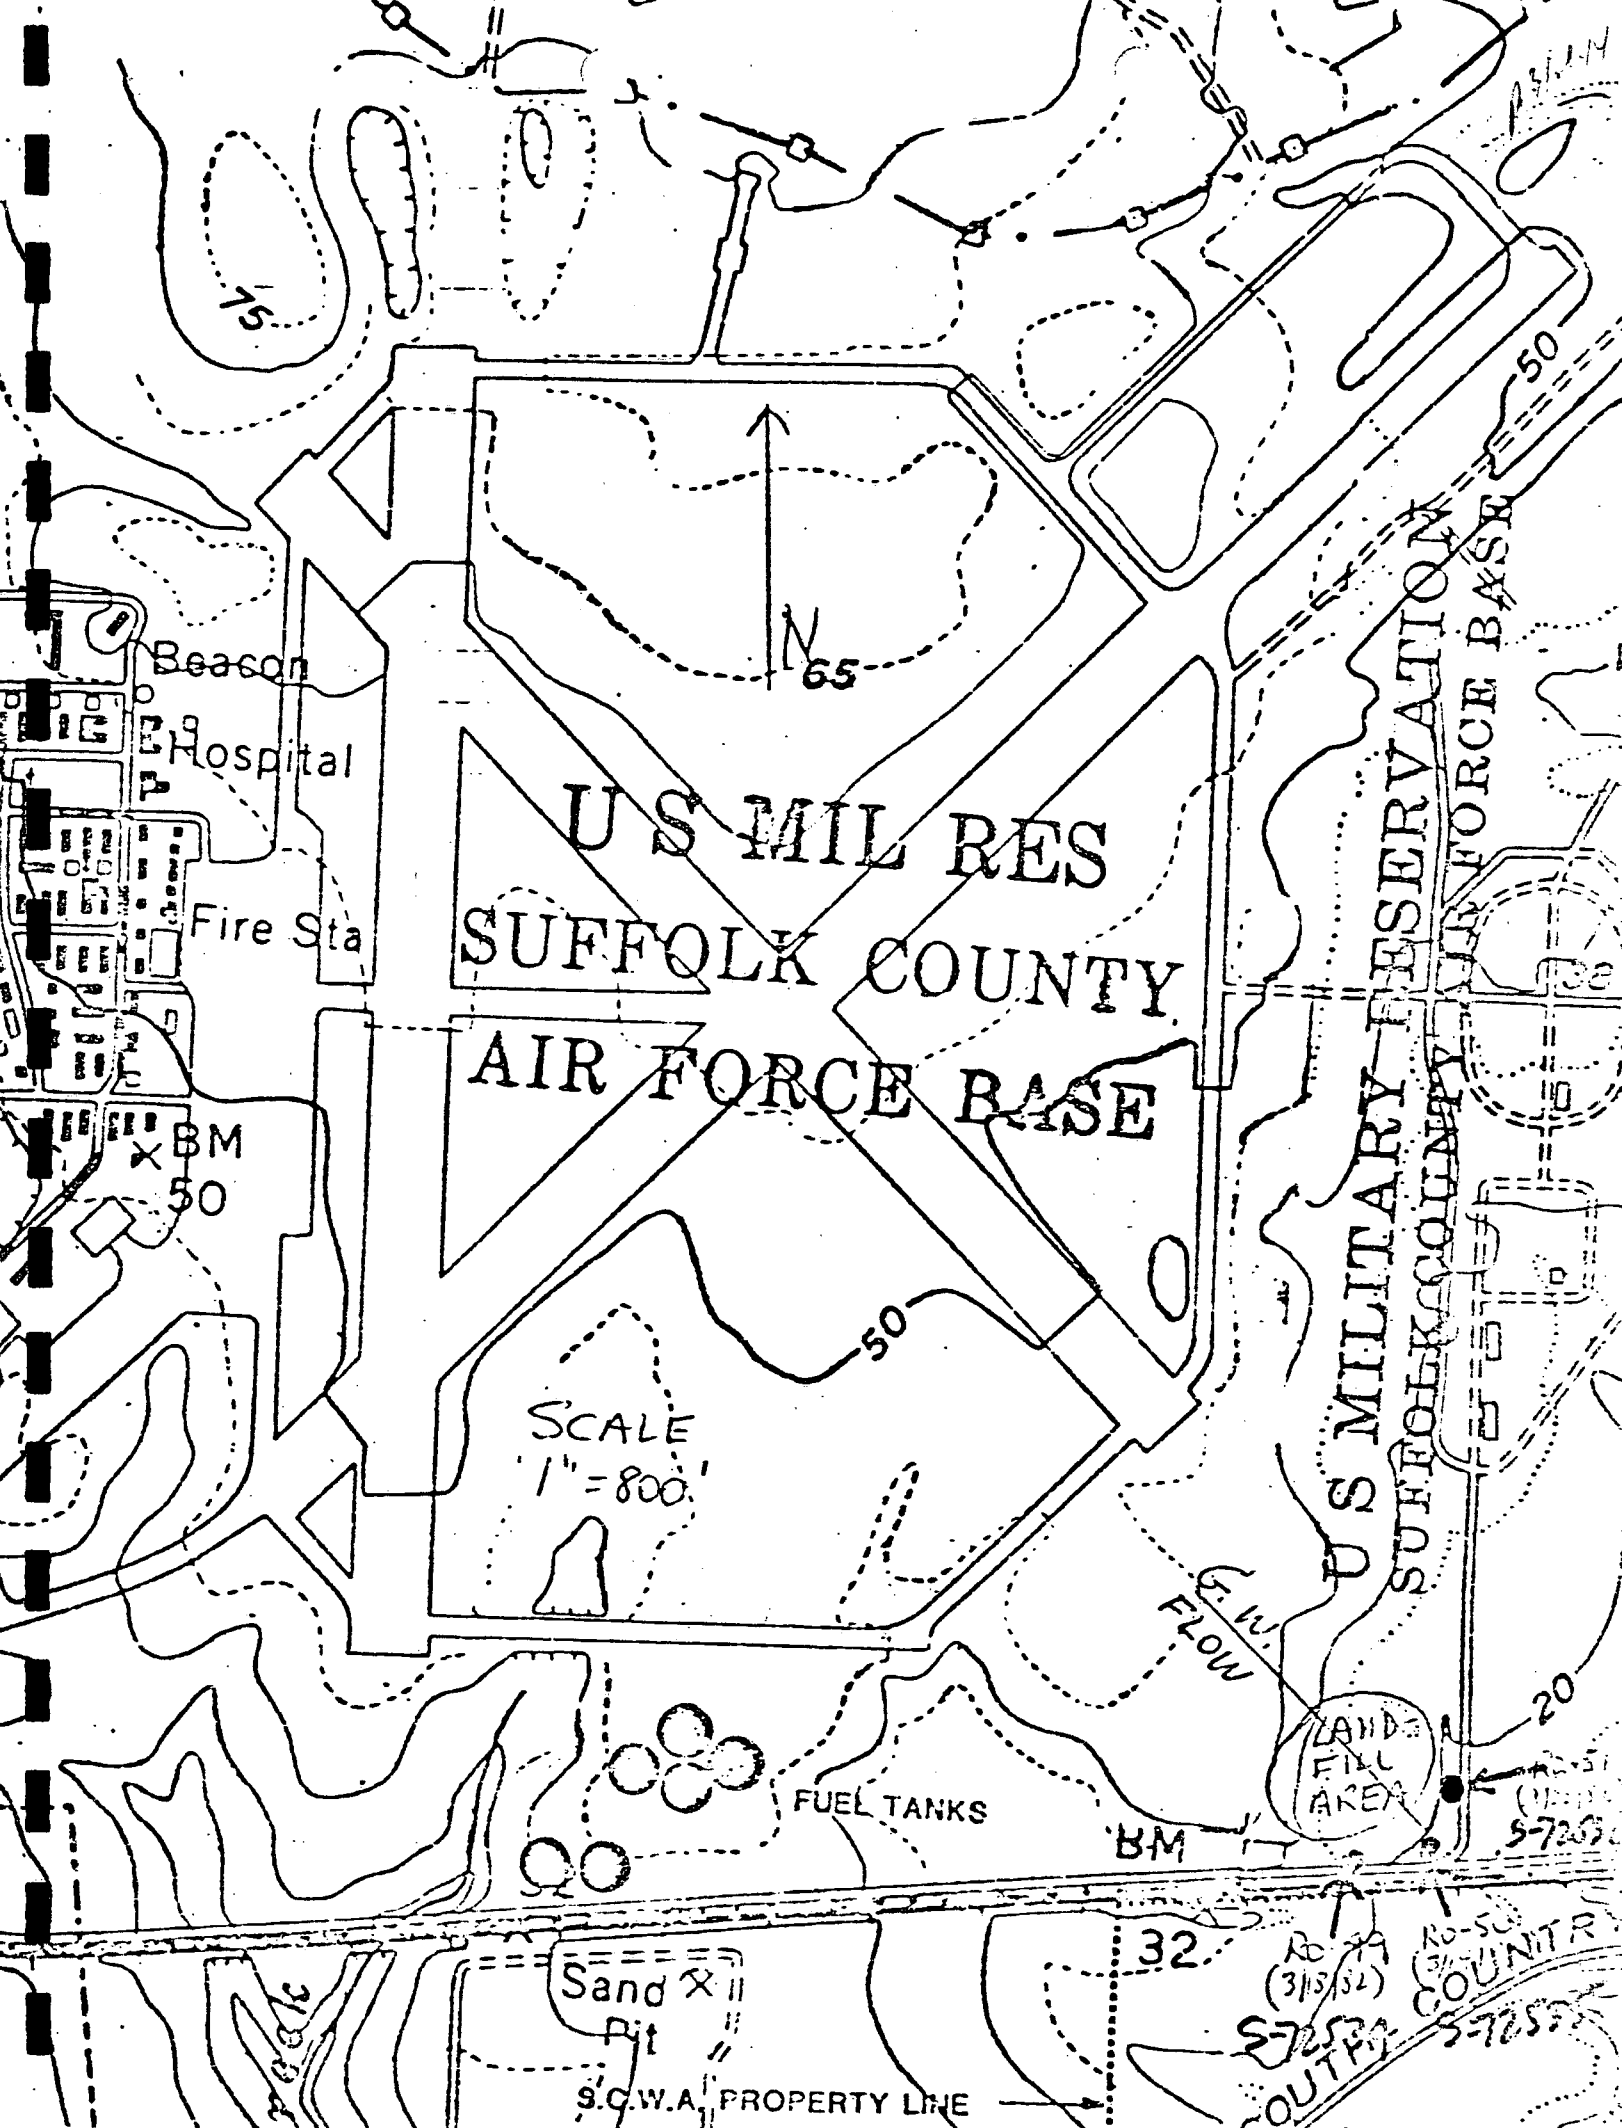 75
50
N
65
Beacon
Hospital
Fire Sta
BM
50
U S MIL RES
SUFFOLK COUNTY
AIR FORCE BASE
U S MILITARY RESERVATION
SUFFOLK COUNTY AIR FORCE BASE
50
SCALE
1" = 800'
G.W.
FLOW
LAND
FILL
AREA
20
FUEL TANKS
BM
32
Sand
Pit
S.C.W.A. PROPERTY LINE